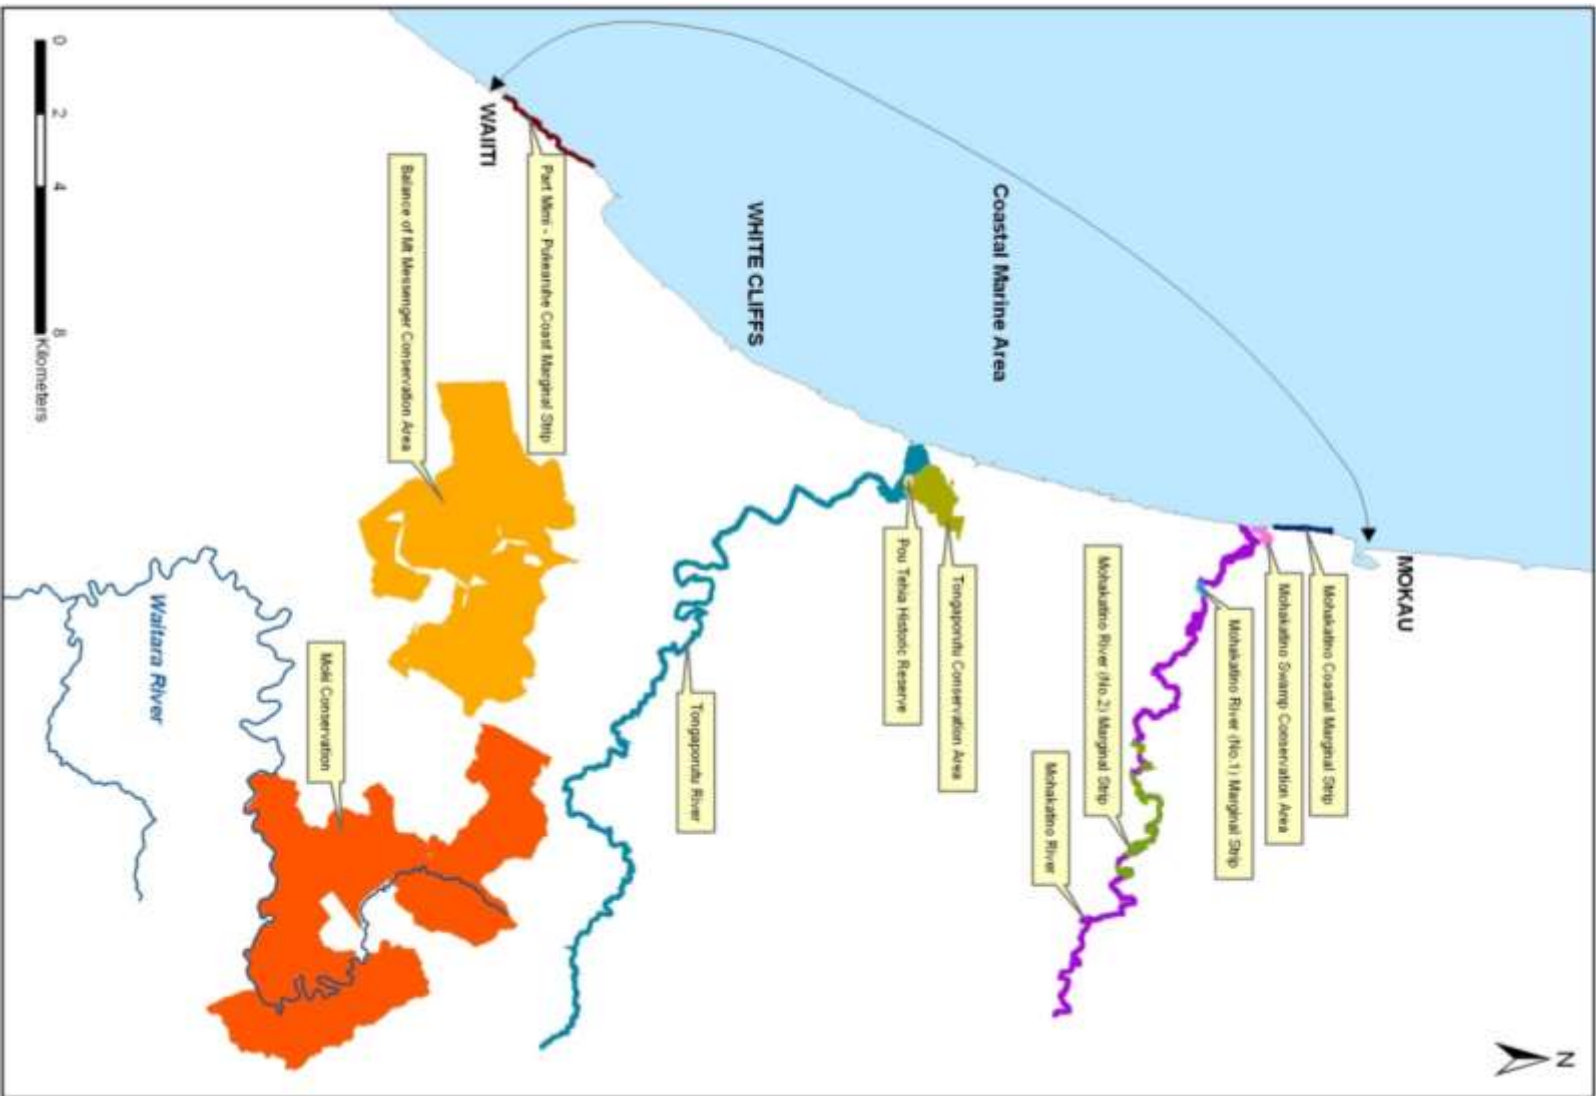 N
MOKAU
Mohakatino Coastal Marginal Strip
Mohakatino Swamp Conservation Area
Mohakatino River (No.1) Marginal Strip
Mohakatino River (No.2) Marginal Strip
Mohakatino River
Coastal Marine Area
Tongaporutu Conservation Area
Pou Tehia Historic Reserve
WHITE CLIFFS
Tongaporutu River
Part Mimi - Pukearuhe Coast Marginal Strip
WAIITI
Balance of Mt Messenger Conservation Area
Moki Conservation
Waitara River
0 2 4 8
Kilometers